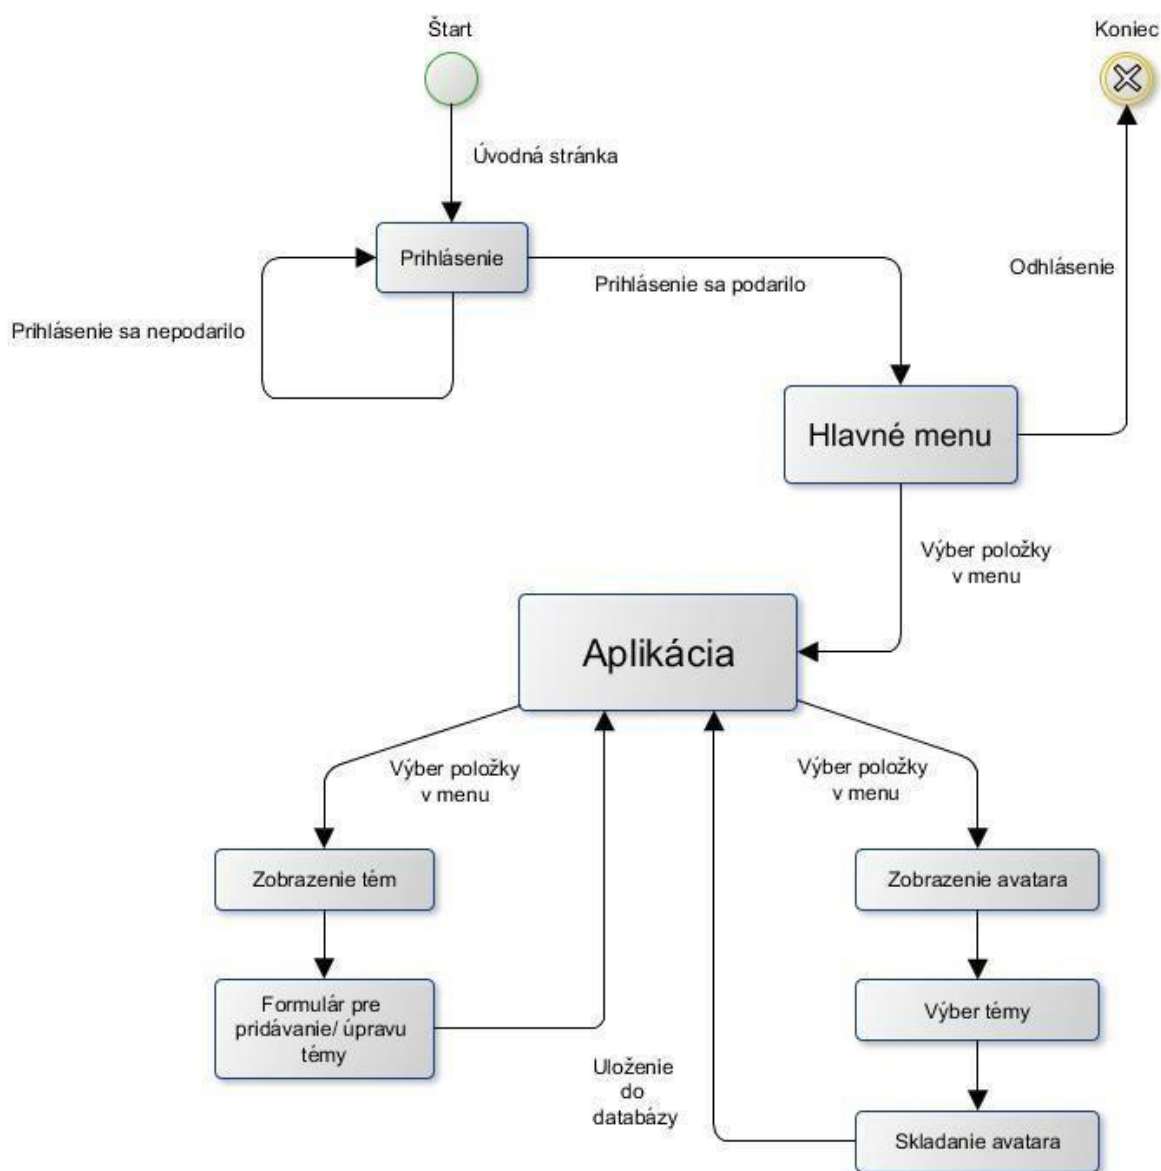 Štart
Koniec
Úvodná stránka
Prihlásenie
Prihlásenie sa podarilo
Odhlásenie
Prihlásenie sa nepodarilo
Hlavné menu
Výber položky
v menu
Aplikácia
Výber položky
v menu
Výber položky
v menu
Zobrazenie tém
Zobrazenie avatara
Formulár pre
pridávanie/ úpravu
témy
Výber témy
Uloženie
do
databázy
Skladanie avatara